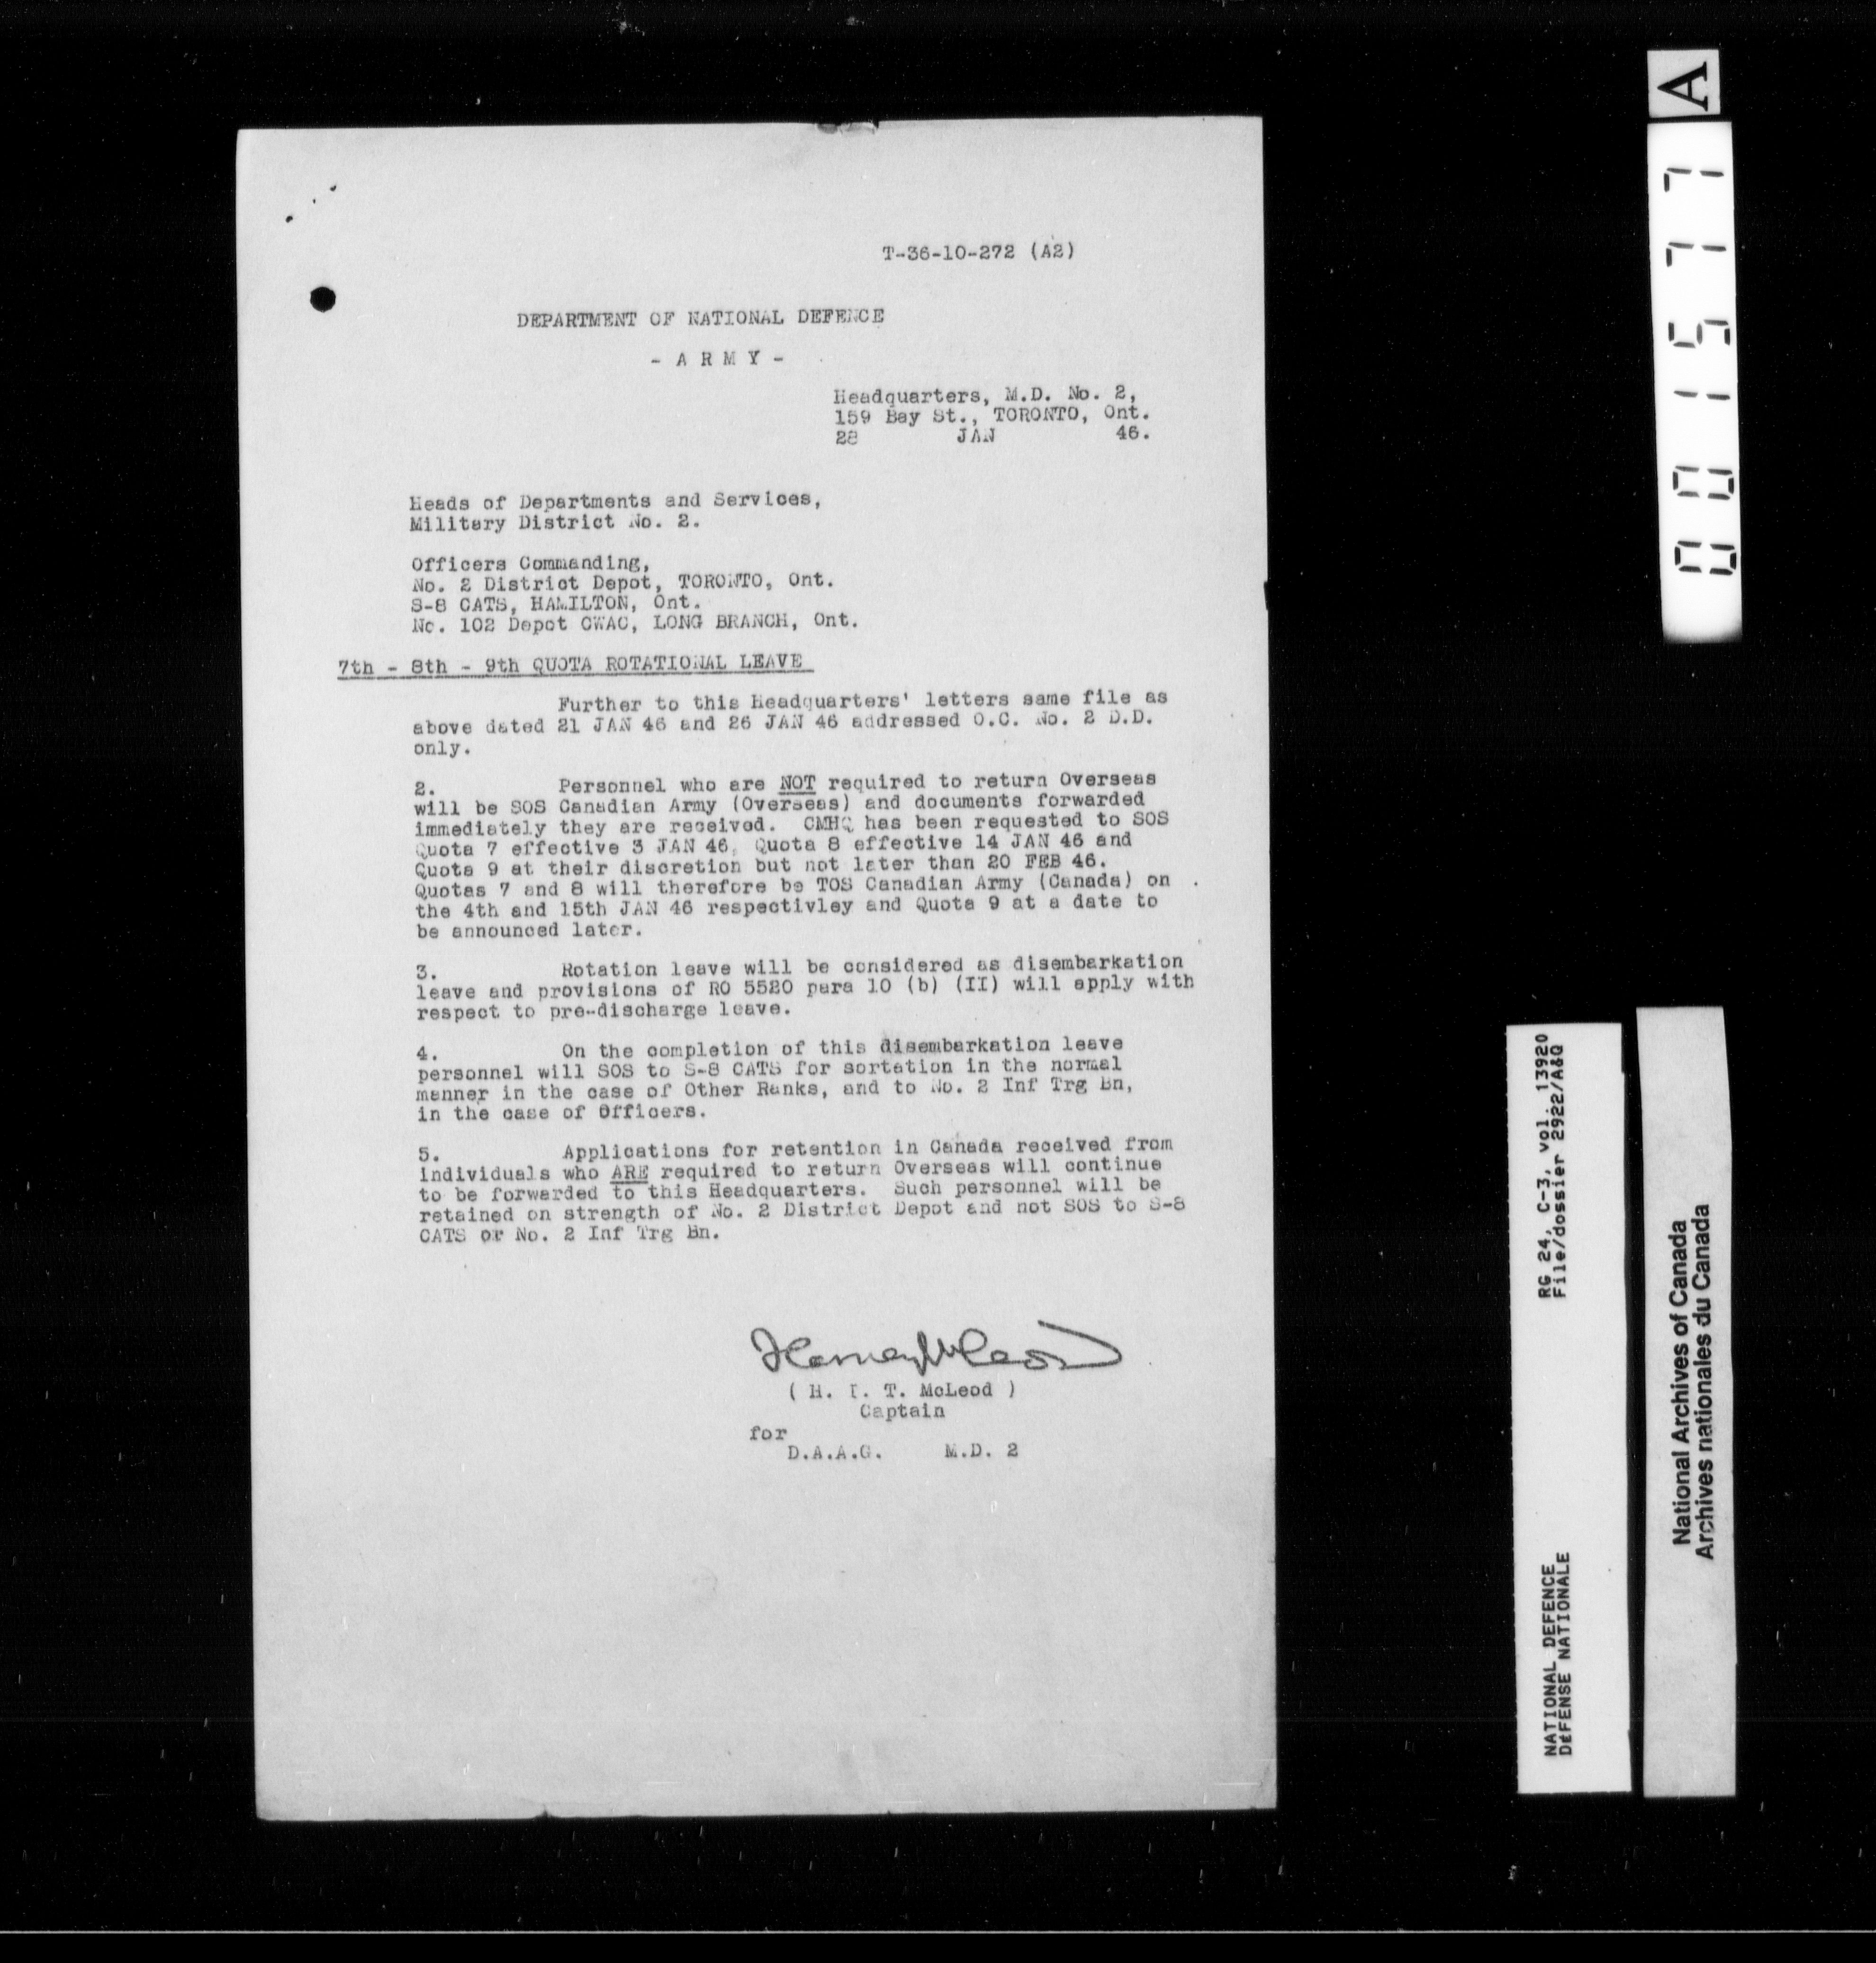 T-36-10-272 (A2)
DEPARTMENT OF NATIONAL DEFENCE
- A R M Y -
Headquarters, M.D. No. 2,
159 Bay St., TORONTO, Ont.
28 JAN 46.
Heads of Departments and Services,
Military District No. 2.
Officers Commanding,
No. 2 District Depot, TORONTO, Ont.
S-8 CATS, HAMILTON, Ont.
No. 102 Depot CWAC, LONG BRANCH, Ont.
7th - 8th - 9th QUOTA ROTATIONAL LEAVE
Further to this Headquarters' letters same file as
above dated 21 JAN 46 and 26 JAN 46 addressed O.C. No. 2 D.D.
only.
2. Personnel who are NOT required to return Overseas
will be SOS Canadian Army (Overseas) and documents forwarded
immediately they are received. CMHQ has been requested to SOS
Quota 7 effective 3 JAN 46, Quota 8 effective 14 JAN 46 and
Quota 9 at their discretion but not later than 20 FEB 46.
Quotas 7 and 8 will therefore be TOS Canadian Army (Canada) on
the 4th and 15th JAN 46 respectivley and Quota 9 at a date to
be announced later.
3. Rotation leave will be considered as disembarkation
leave and provisions of RO 5520 para 10 (b) (II) will apply with
respect to pre-discharge leave.
4. On the completion of this disembarkation leave
personnel will SOS to S-8 CATS for sortation in the normal
manner in the case of Other Ranks, and to No. 2 Inf Trg Bn,
in the case of Officers.
5. Applications for retention in Canada received from
individuals who ARE required to return Overseas will continue
to be forwarded to this Headquarters. Such personnel will be
retained on strength of No. 2 District Depot and not SOS to S-8
CATS or No. 2 Inf Trg Bn.
( H. I. T. McLeod )
Captain
for
D.A.A.G. M.D. 2
001577 A
RG 24, C-3, vol. 13920
File/dossier 2922/A&Q
NATIONAL DEFENCE
DéFENSE NATIONALE
National Archives of Canada
Archives nationales du Canada